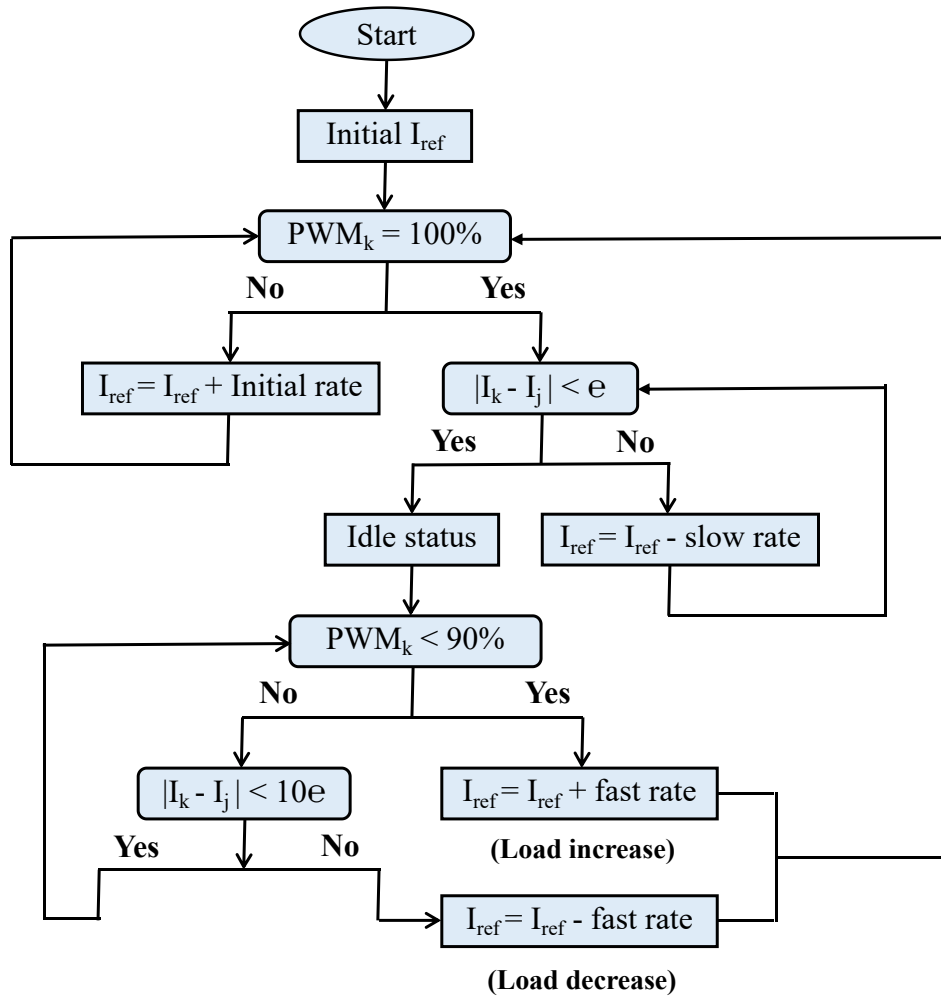 Start
Initial I_ref
PWM_k = 100%
No
Yes
I_ref = I_ref + Initial rate
|I_k - I_j| < e
Yes
No
Idle status
I_ref = I_ref - slow rate
PWM_k < 90%
No
Yes
|I_k - I_j| < 10e
I_ref = I_ref + fast rate
Yes
No
(Load increase)
I_ref = I_ref - fast rate
(Load decrease)